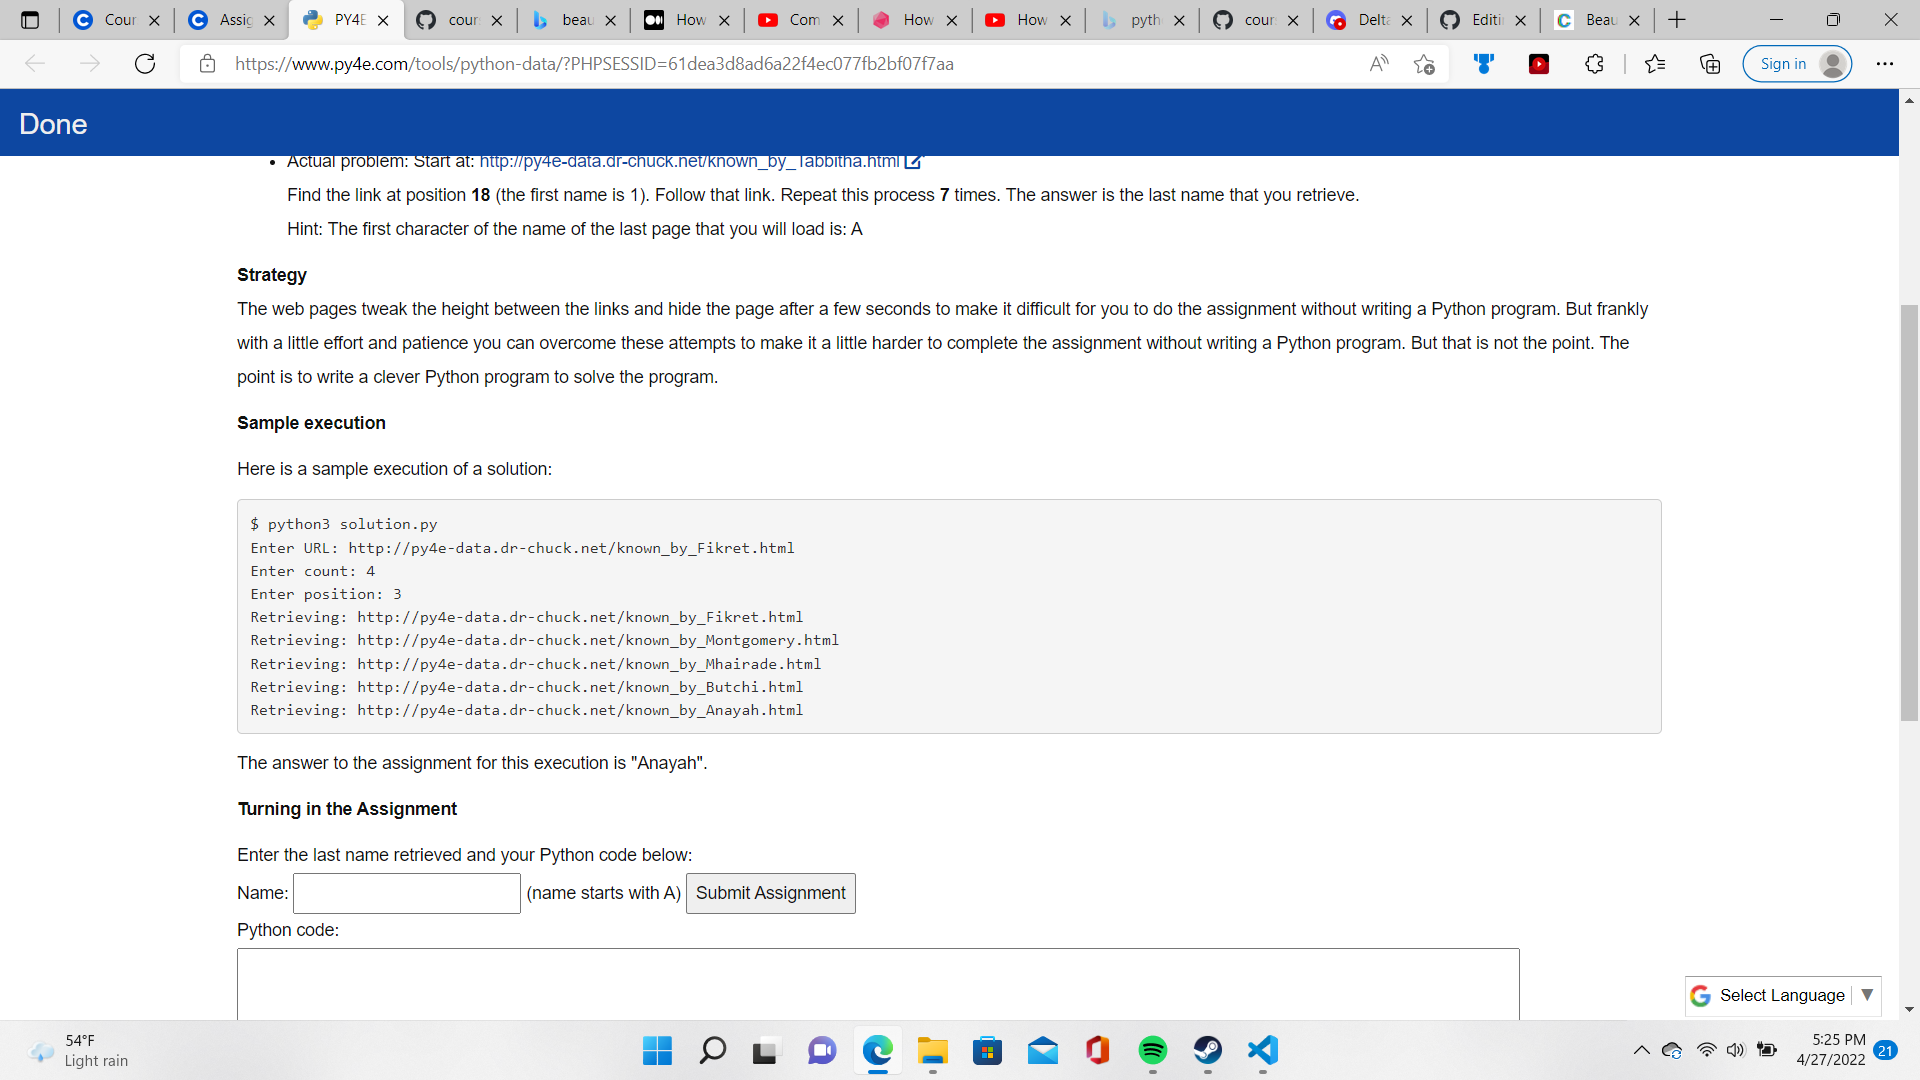 Cour
Assig
PY4E
cour
beau
How
Com
How
How
pyth
cour
Delta
Editi
Beau
https://www.py4e.com/tools/python-data/?PHPSESSID=61dea3d8ad6a22f4ec077fb2bf07f7aa
Sign in
Done
Actual problem: Start at: http://py4e-data.dr-chuck.net/known_by_Tabbitha.html
Find the link at position 18 (the first name is 1). Follow that link. Repeat this process 7 times. The answer is the last name that you retrieve.
Hint: The first character of the name of the last page that you will load is: A
Strategy
The web pages tweak the height between the links and hide the page after a few seconds to make it difficult for you to do the assignment without writing a Python program. But frankly
with a little effort and patience you can overcome these attempts to make it a little harder to complete the assignment without writing a Python program. But that is not the point. The
point is to write a clever Python program to solve the program.
Sample execution
Here is a sample execution of a solution:
$ python3 solution.py
Enter URL: http://py4e-data.dr-chuck.net/known_by_Fikret.html
Enter count: 4
Enter position: 3
Retrieving: http://py4e-data.dr-chuck.net/known_by_Fikret.html
Retrieving: http://py4e-data.dr-chuck.net/known_by_Montgomery.html
Retrieving: http://py4e-data.dr-chuck.net/known_by_Mhairade.html
Retrieving: http://py4e-data.dr-chuck.net/known_by_Butchi.html
Retrieving: http://py4e-data.dr-chuck.net/known_by_Anayah.html
The answer to the assignment for this execution is "Anayah".
Turning in the Assignment
Enter the last name retrieved and your Python code below:
Name: (name starts with A) Submit Assignment
Python code:
Select Language
54°F
Light rain
5:25 PM
4/27/2022
21